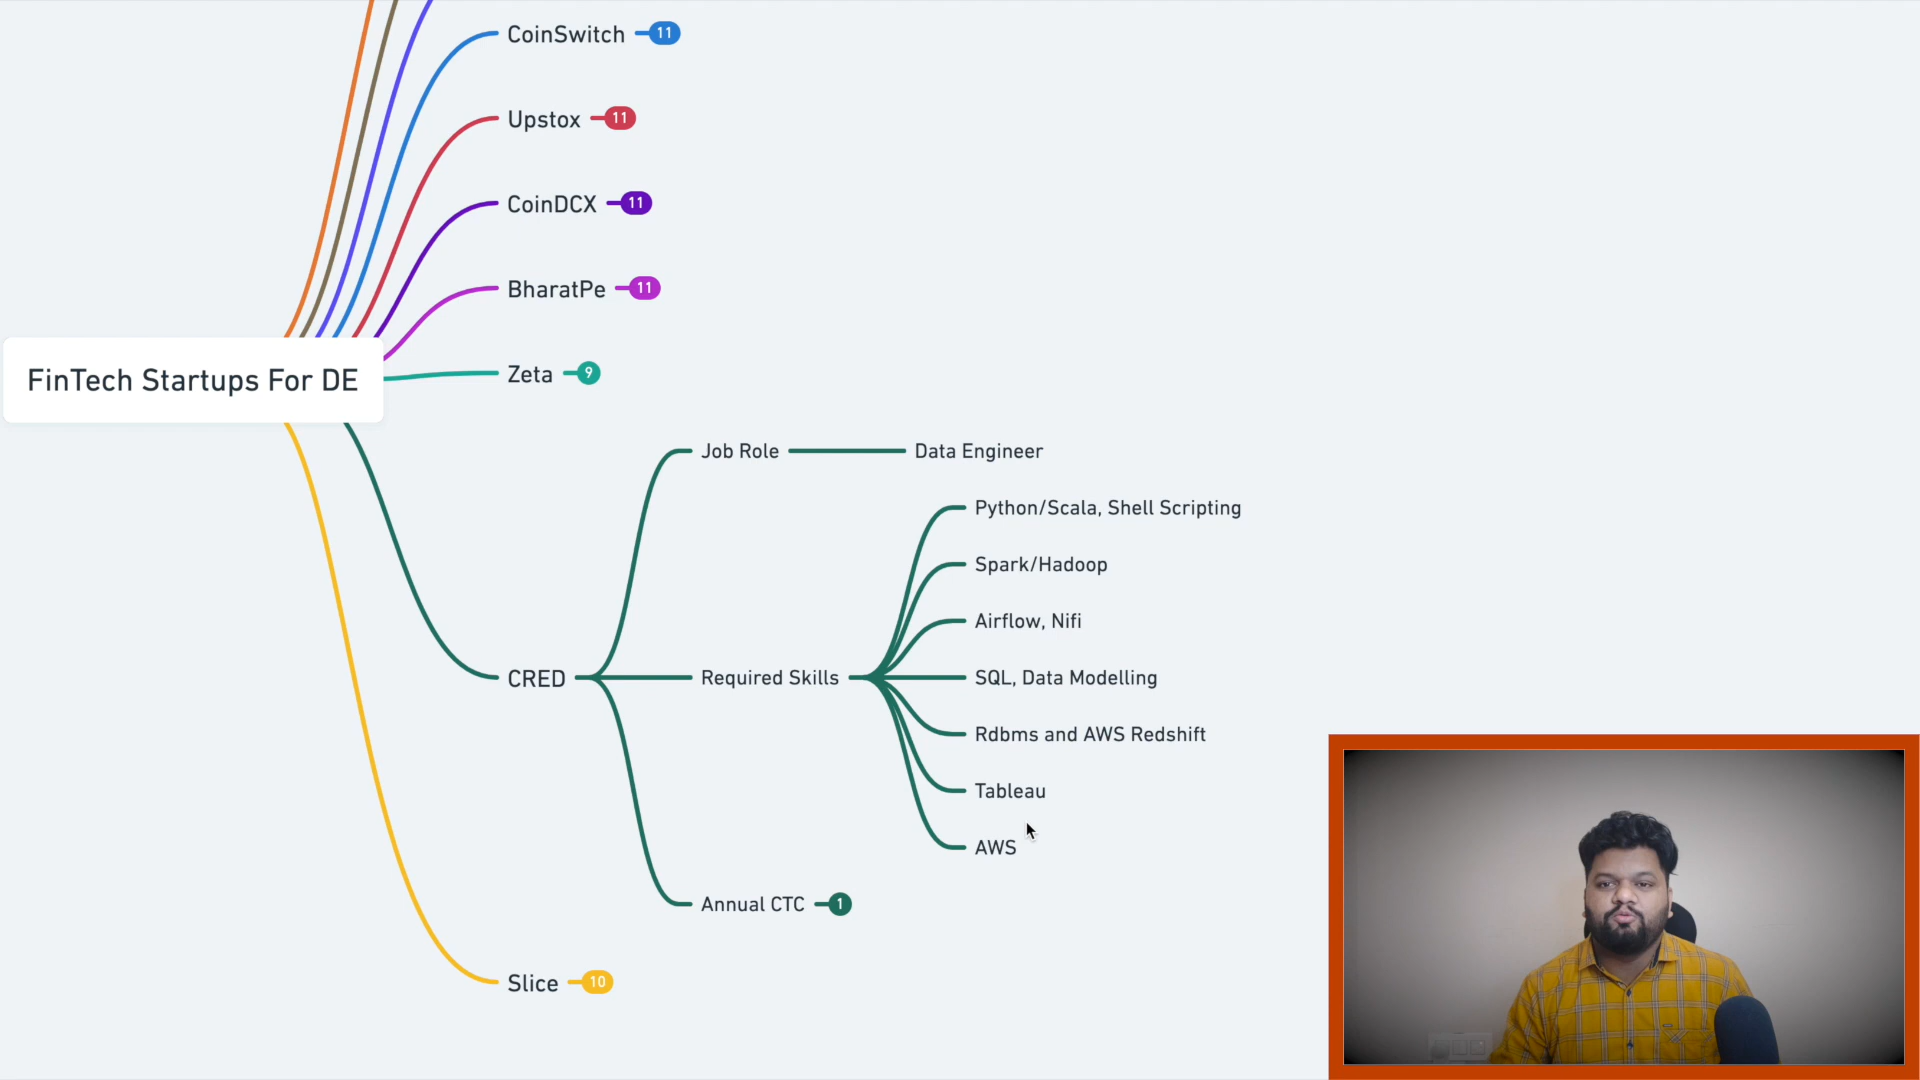 CoinSwitch 11
Upstox 11
CoinDCX 11
BharatPe 11
FinTech Startups For DE
Zeta 9
Job Role Data Engineer
Python/Scala, Shell Scripting
Spark/Hadoop
Airflow, Nifi
CRED Required Skills SQL, Data Modelling
Rdbms and AWS Redshift
Tableau
AWS
Annual CTC 1
Slice 10